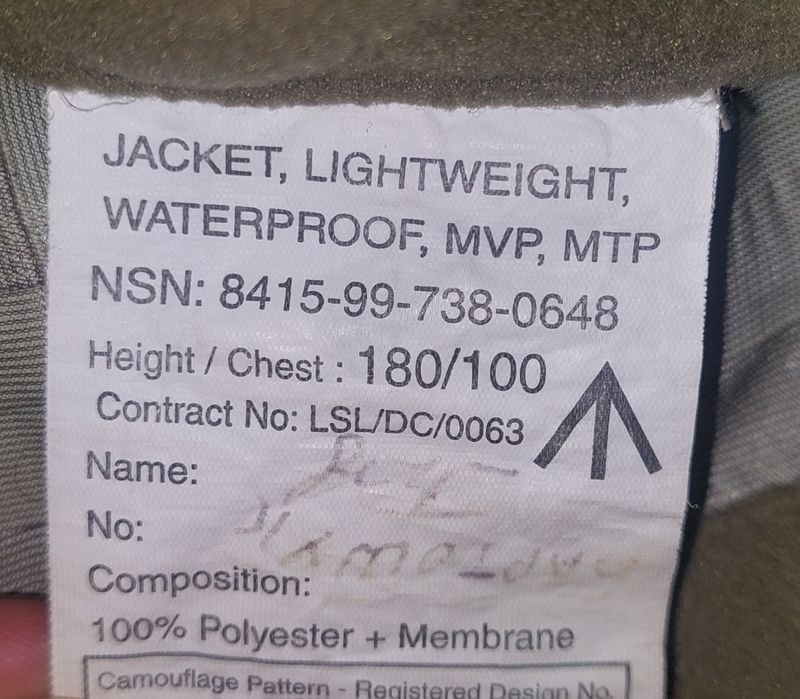 JACKET, LIGHTWEIGHT,
WATERPROOF, MVP, MTP
NSN: 8415-99-738-0648
Height / Chest : 180/100
Contract No: LSL/DC/0063
Name:
No:
Composition:
100% Polyester + Membrane
Camouflage Pattern - Registered Design No.